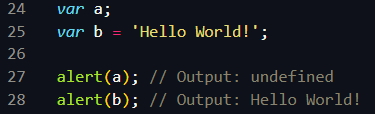 24 var a;
25 var b = 'Hello World!';
26
27 alert(a); // Output: undefined
28 alert(b); // Output: Hello World!